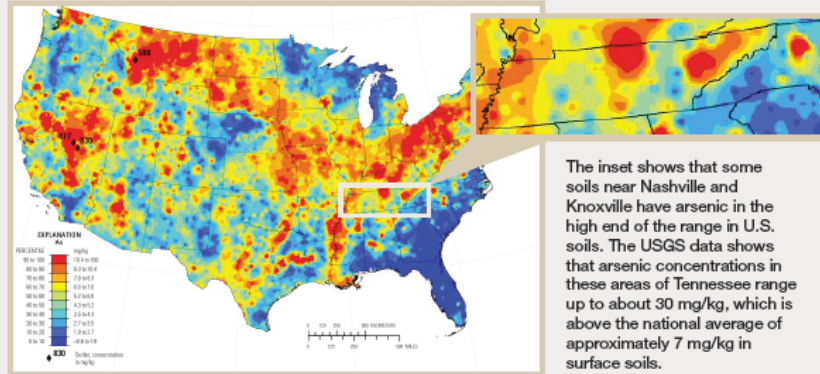 830
EXPLANATION
As
PERCENTILE
mg/kg
90 to 100
80 to 90
70 to 80
60 to 70
50 to 60
40 to 50
30 to 40
20 to 30
10 to 20
0 to 10
830
Outlier, concentration
in mg/kg
The inset shows that some
soils near Nashville and
Knoxville have arsenic in the
high end of the range in U.S.
soils. The USGS data shows
that arsenic concentrations in
these areas of Tennessee range
up to about 30 mg/kg, which is
above the national average of
approximately 7 mg/kg in
surface soils.